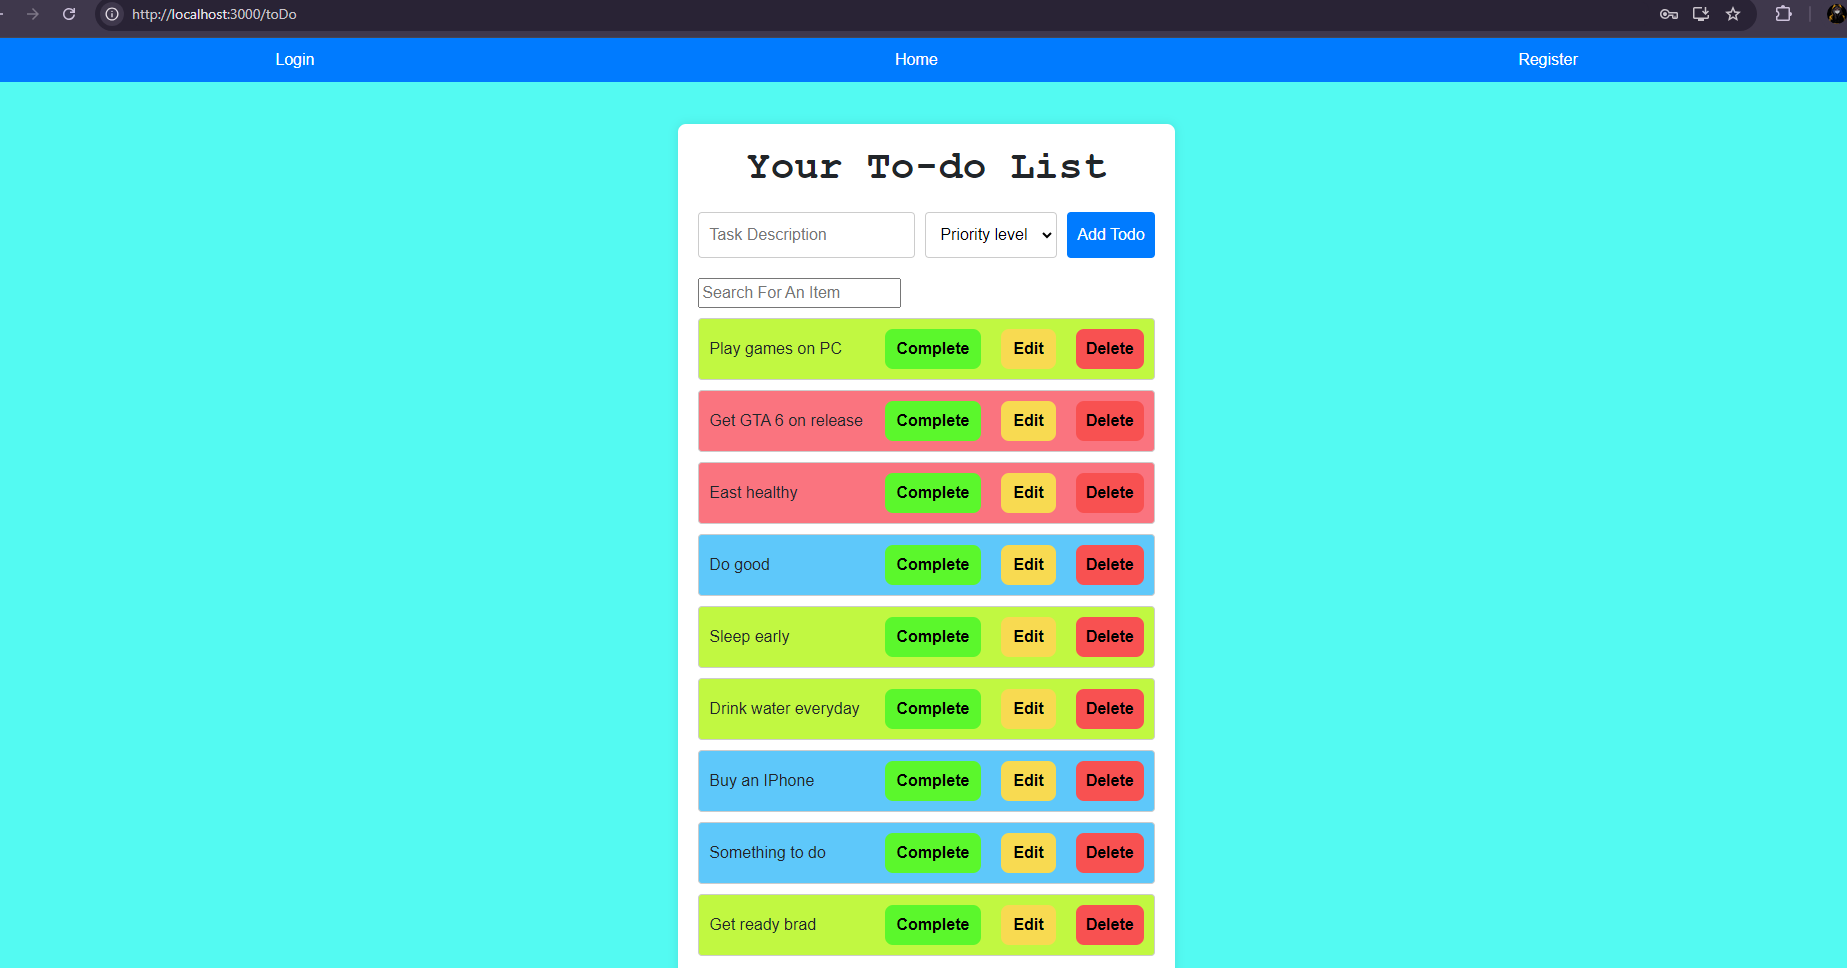 http://localhost:3000/toDo
Login Home Register
Your To-do List
Task Description Priority level Add Todo
Search For An Item
Play games on PC Complete Edit Delete
Get GTA 6 on release Complete Edit Delete
East healthy Complete Edit Delete
Do good Complete Edit Delete
Sleep early Complete Edit Delete
Drink water everyday Complete Edit Delete
Buy an IPhone Complete Edit Delete
Something to do Complete Edit Delete
Get ready brad Complete Edit Delete